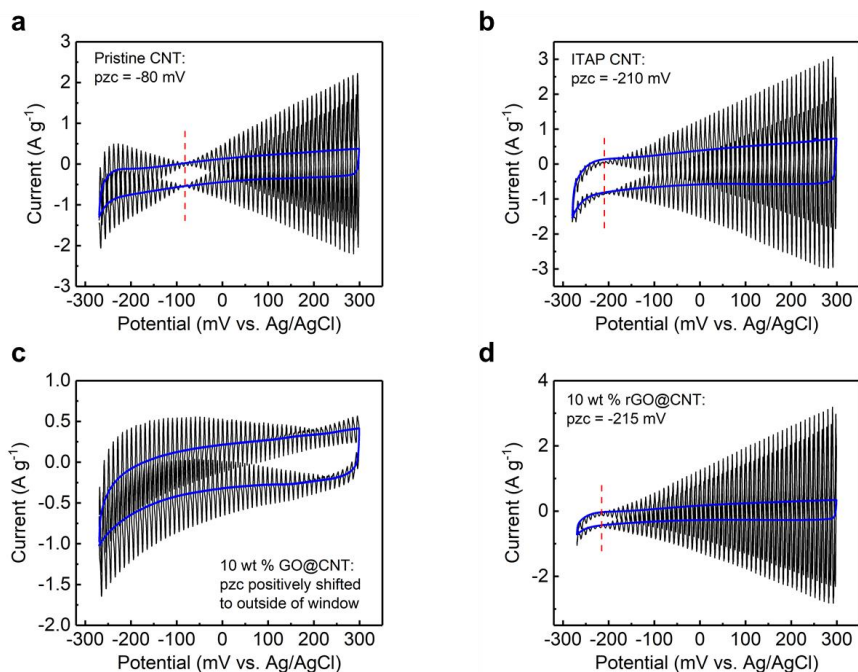 a
Pristine CNT:
pzc = -80 mV
Current (A g⁻¹)
3
2
1
0
-1
-2
-3
-300 -200 -100 0 100 200 300
Potential (mV vs. Ag/AgCl)
b
ITAP CNT:
pzc = -210 mV
Current (A g⁻¹)
3
2
1
0
-1
-2
-3
-300 -200 -100 0 100 200 300
Potential (mV vs. Ag/AgCl)
c
10 wt % GO@CNT:
pzc positively shifted
to outside of window
Current (A g⁻¹)
1.0
0.5
0.0
-0.5
-1.0
-1.5
-2.0
-300 -200 -100 0 100 200 300
Potential (mV vs. Ag/AgCl)
d
10 wt % rGO@CNT:
pzc = -215 mV
Current (A g⁻¹)
4
2
0
-2
-300 -200 -100 0 100 200 300
Potential (mV vs. Ag/AgCl)